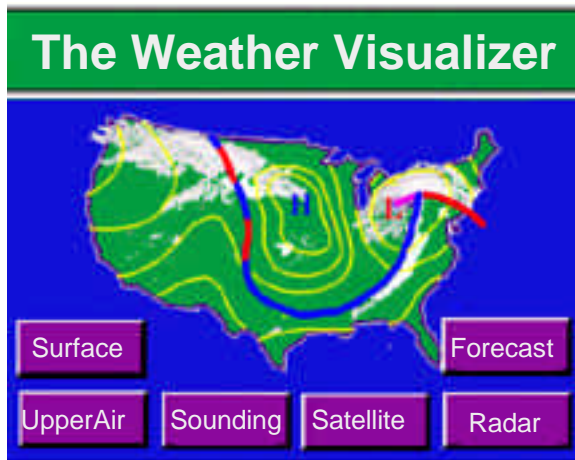 The Weather Visualizer
H
L
Surface
Forecast
UpperAir
Sounding
Satellite
Radar